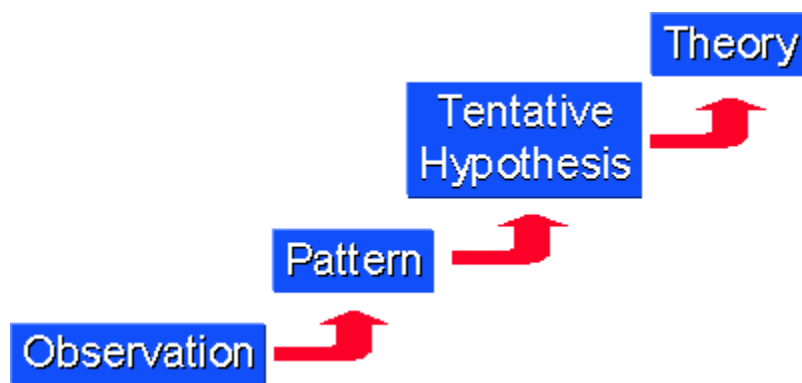 Theory
Tentative
Hypothesis
Pattern
Observation